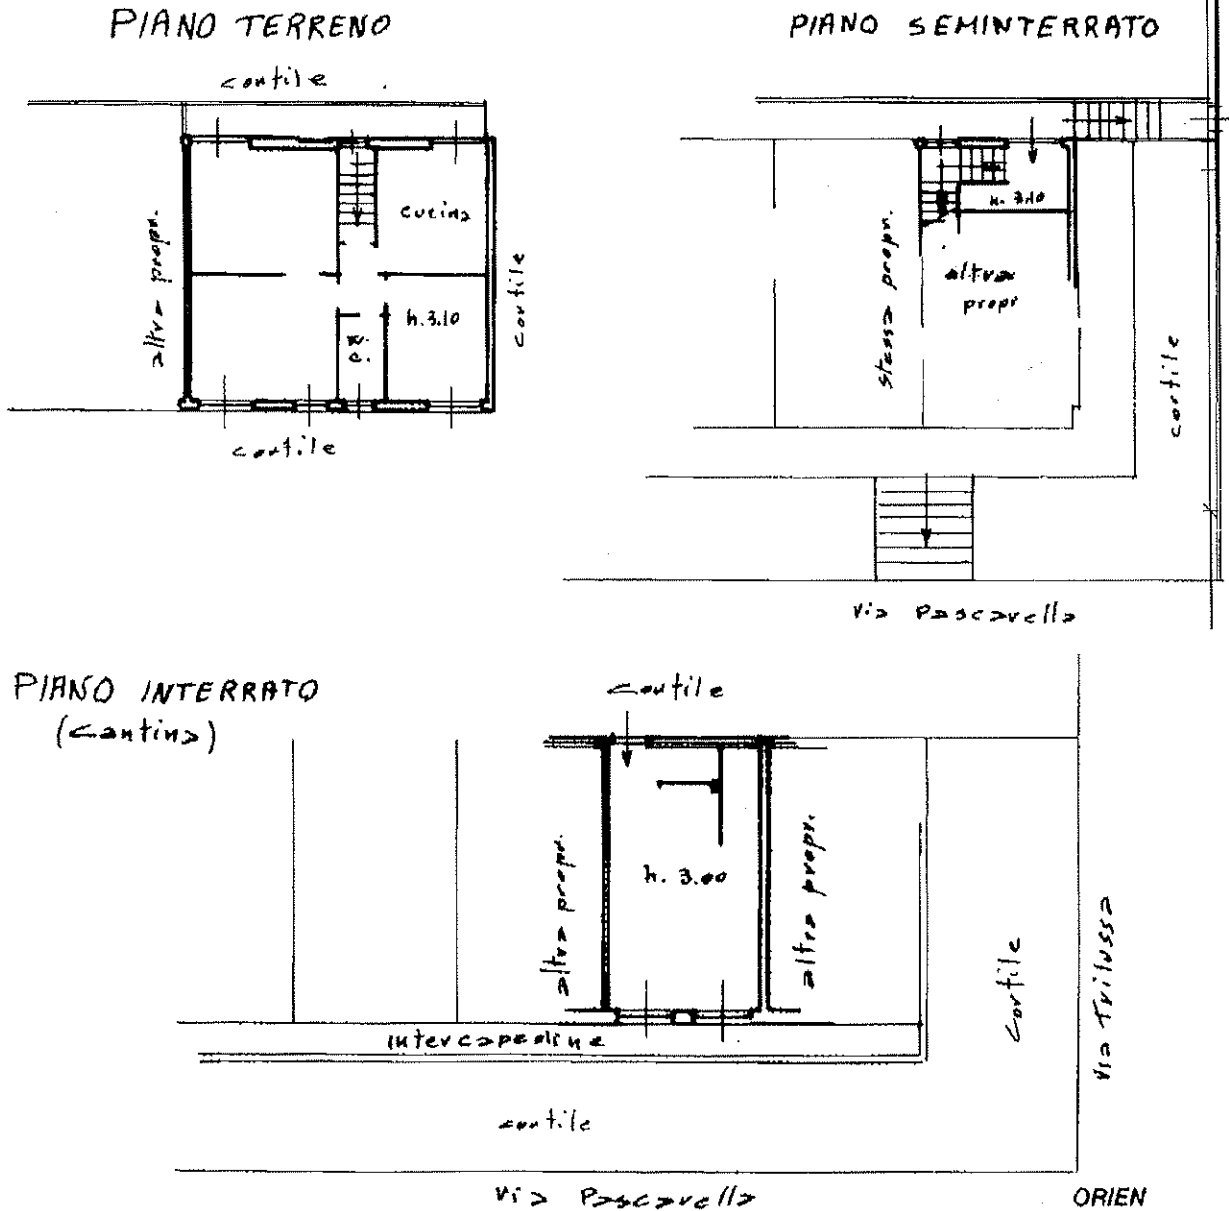 PIANO TERRENO
cortile
altra propr.
cucina
h. 3.10
w.
c.
cortile
cortile
PIANO SEMINTERRATO
h. 3.10
stessa propr.
altra
propr
cortile
via Pascarella
PIANO INTERRATO
(cantina)
cortile
altra propr.
h. 3.00
altra propr.
intercapedine
cortile
cortile
via Trilussa
via Pascarella
ORIEN